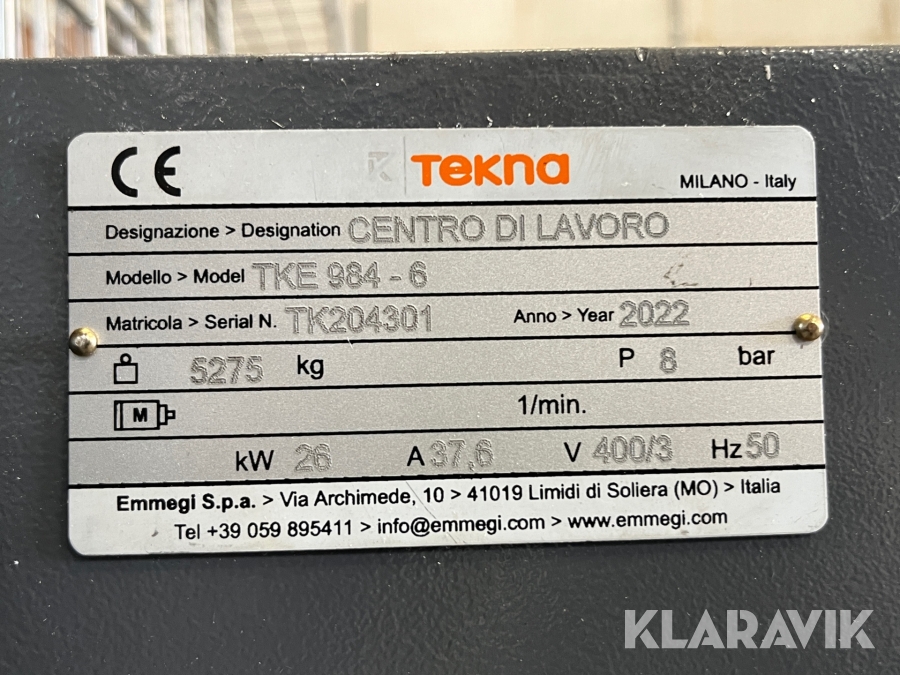 CE TEKNA MILANO - Italy
Designazione > Designation CENTRO DI LAVORO
Modello > Model TKE 984 - 6
Matricola > Serial N. TK204301 Anno > Year 2022
5275 kg P 8 bar
M 1/min.
kW 26 A 37,6 V 400/3 Hz 50
Emmegi S.p.a. > Via Archimede, 10 > 41019 Limidi di Soliera (MO) > Italia
Tel +39 059 895411 > info@emmegi.com > www.emmegi.com
KLARAVIK